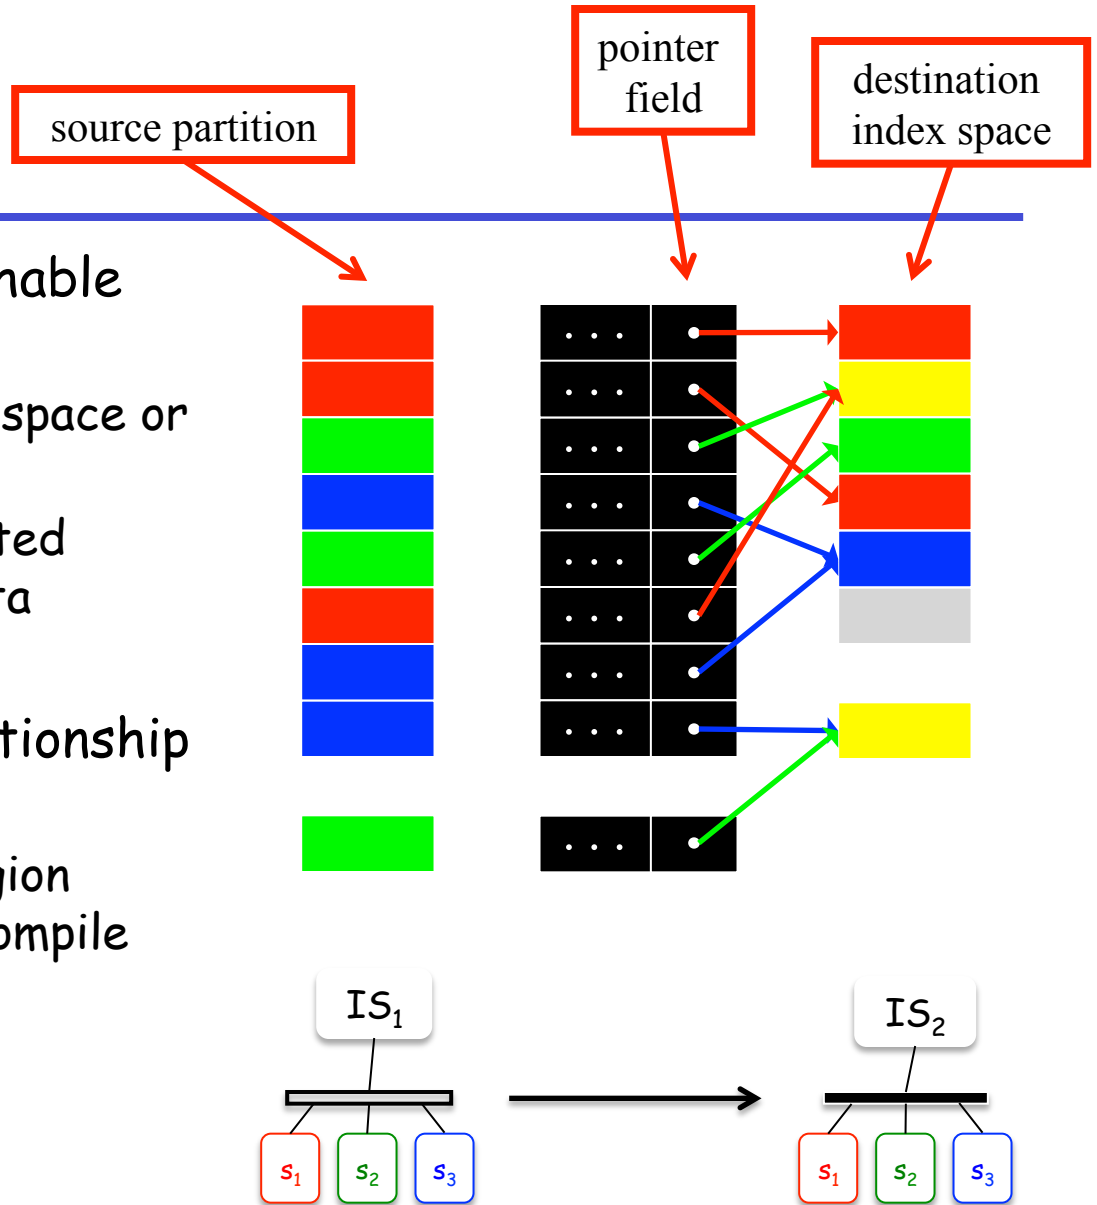 pointer
field
destination
index space
source partition
nable
space or
ted
ta
tionship
gion
ompile
. . .
. . .
. . .
. . .
. . .
. . .
. . .
. . .
. . .
IS₁
IS₂
s₁ s₂ s₃
s₁ s₂ s₃